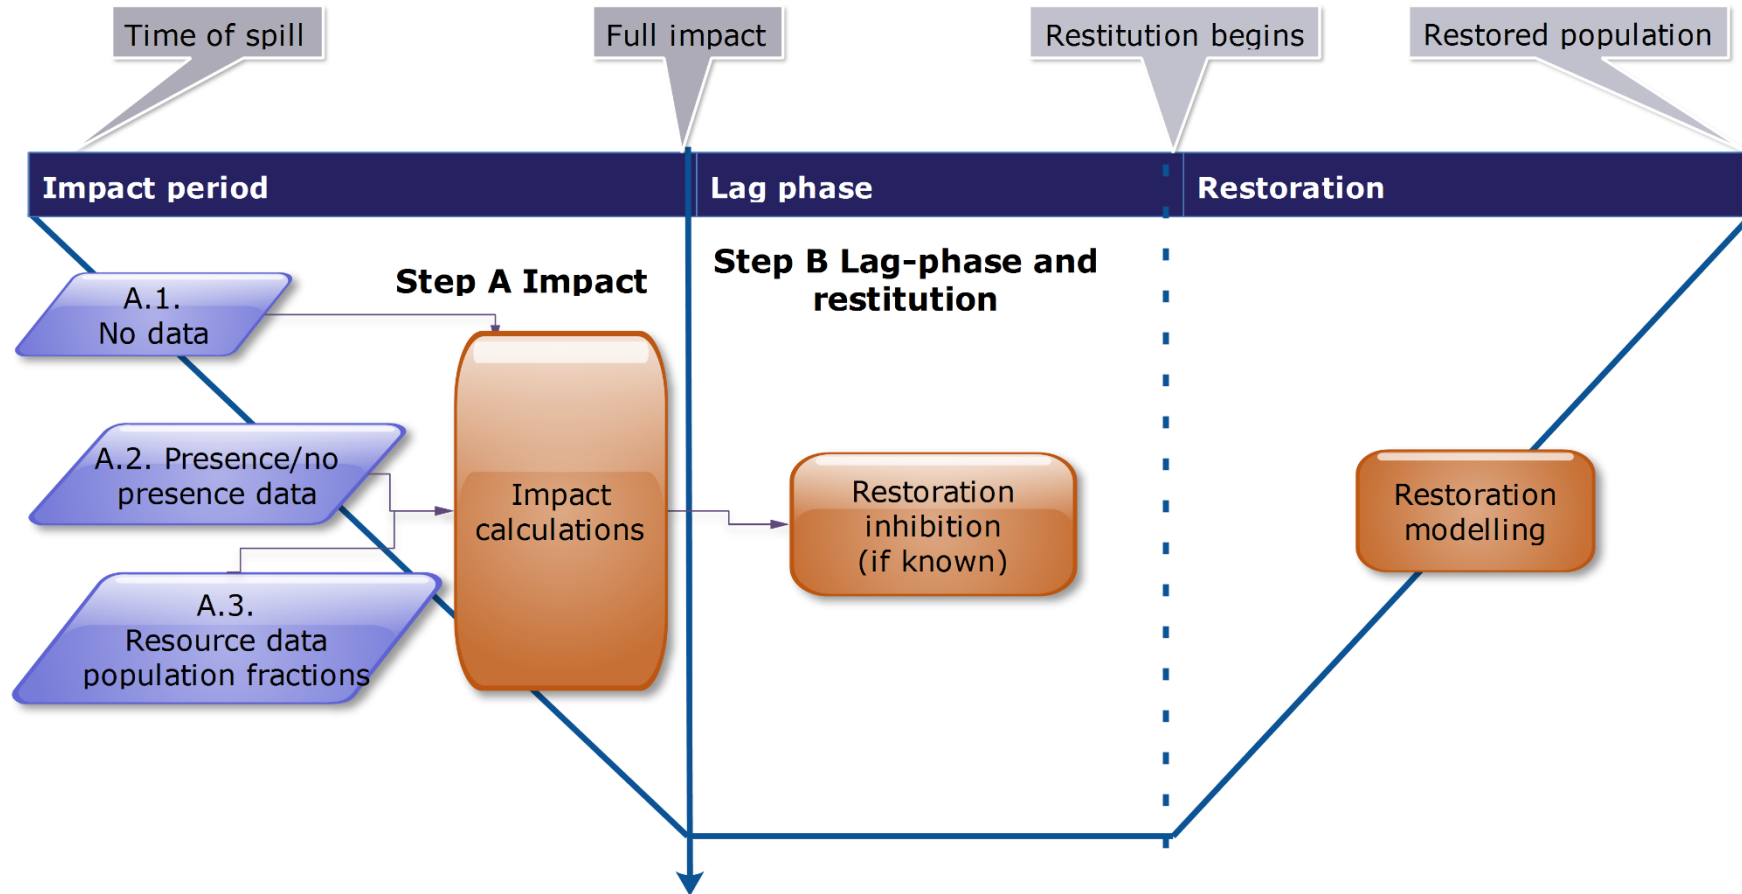 Time of spill
Full impact
Restitution begins
Restored population
Impact period
Lag phase
Restoration
Step A Impact
Step B Lag-phase and
restitution
A.1.
No data
A.2. Presence/no
presence data
A.3.
Resource data
population fractions
Impact
calculations
Restoration
inhibition
(if known)
Restoration
modelling